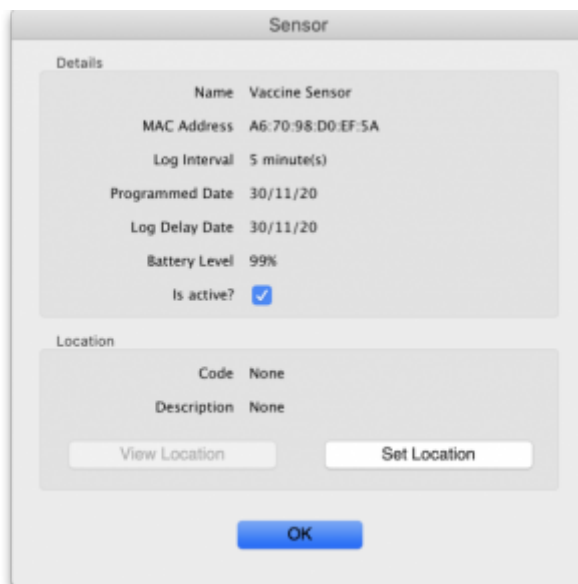 Sensor
Details
Name Vaccine Sensor
MAC Address A6:70:98:D0:EF:5A
Log Interval 5 minute(s)
Programmed Date 30/11/20
Log Delay Date 30/11/20
Battery Level 99%
Is active?
Location
Code None
Description None
View Location Set Location
OK